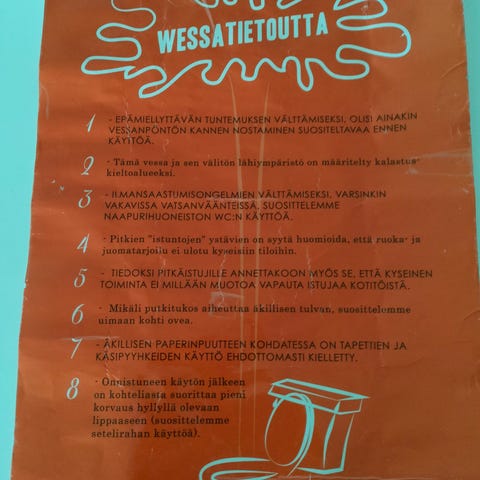 WESSATIETOUTTA
1 - EPÄMIELLYTTÄVÄN TUNTEMUKSEN VÄLTTÄMISEKSI, OLISI AINAKIN
VESSANPÖNTÖN KANNEN NOSTAMINEN SUOSITELTAVAA ENNEN
KÄYTTÖÄ.
2 - Tämä vessa ja sen välitön lähiympäristö on määritelty kalastus-
kieltoalueeksi.
3 - ILMANSAASTUMISONGELMIEN VÄLTTÄMISEKSI, VARSINKIN
VAKAVISSA VATSANVÄÄNTEISSÄ, SUOSITTELEMME
NAAPURIHUONEISTON WC:N KÄYTTÖÄ.
4 - Pitkien "istuntojen" ystävien on syytä huomioida, että ruoka- ja
juomatarjoilu ei ulotu kyseisiin tiloihin.
5 - TIEDOKSI PITKÄISTUJILLE ANNETTAKOON MYÖS SE, ETTÄ KYSEINEN
TOIMINTA EI MILLÄÄN MUOTOA VAPAUTA ISTUJAA KOTITÖISTÄ.
6 - Mikäli putkitukos aiheuttaa äkillisen tulvan, suosittelemme
uimaan kohti ovea.
7 - ÄKILLISEN PAPERINPUUTTEEN KOHDATESSA ON TAPETTIEN JA
KÄSIPYYHKEIDEN KÄYTTÖ EHDOTTOMASTI KIELLETTY.
8 - Onnistuneen käytön jälkeen
on kohteliasta suorittaa pieni
korvaus hyllyllä olevaan
lippaaseen (suosittelemme
setelirahan käyttöä).